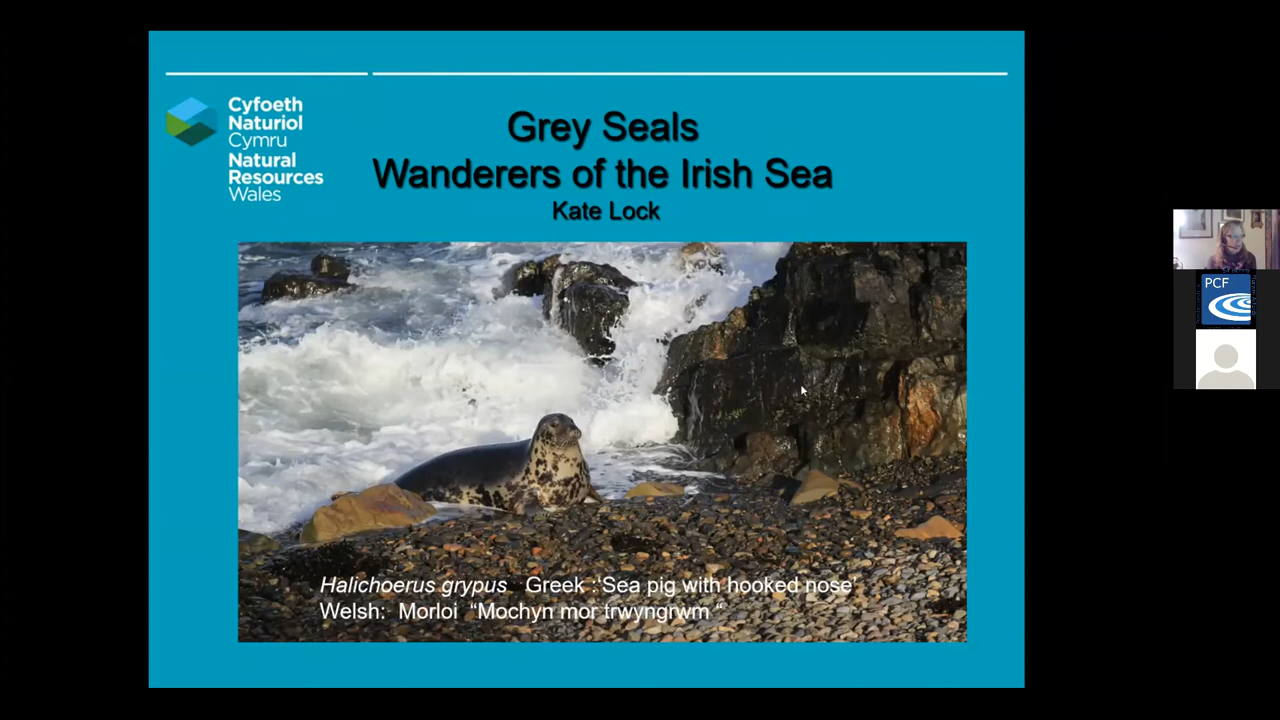 Cyfoeth
Naturiol
Cymru
Natural
Resources
Wales
Grey Seals
Wanderers of the Irish Sea
Kate Lock
Halichoerus grypus Greek :‘Sea pig with hooked nose’
Welsh: Morloi “Mochyn mor trwyngrwm “
PCF